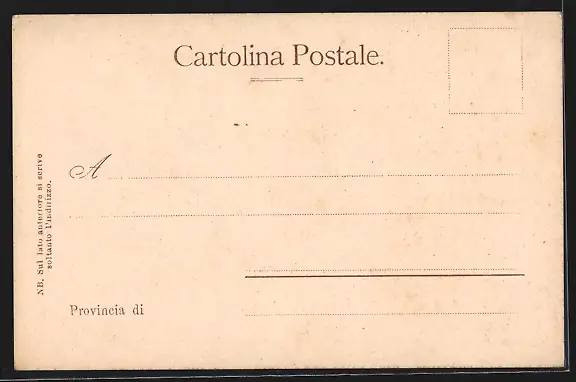 Cartolina Postale.
A
Provincia di
NB. Sul lato anteriore si scrive
soltanto l'indirizzo.